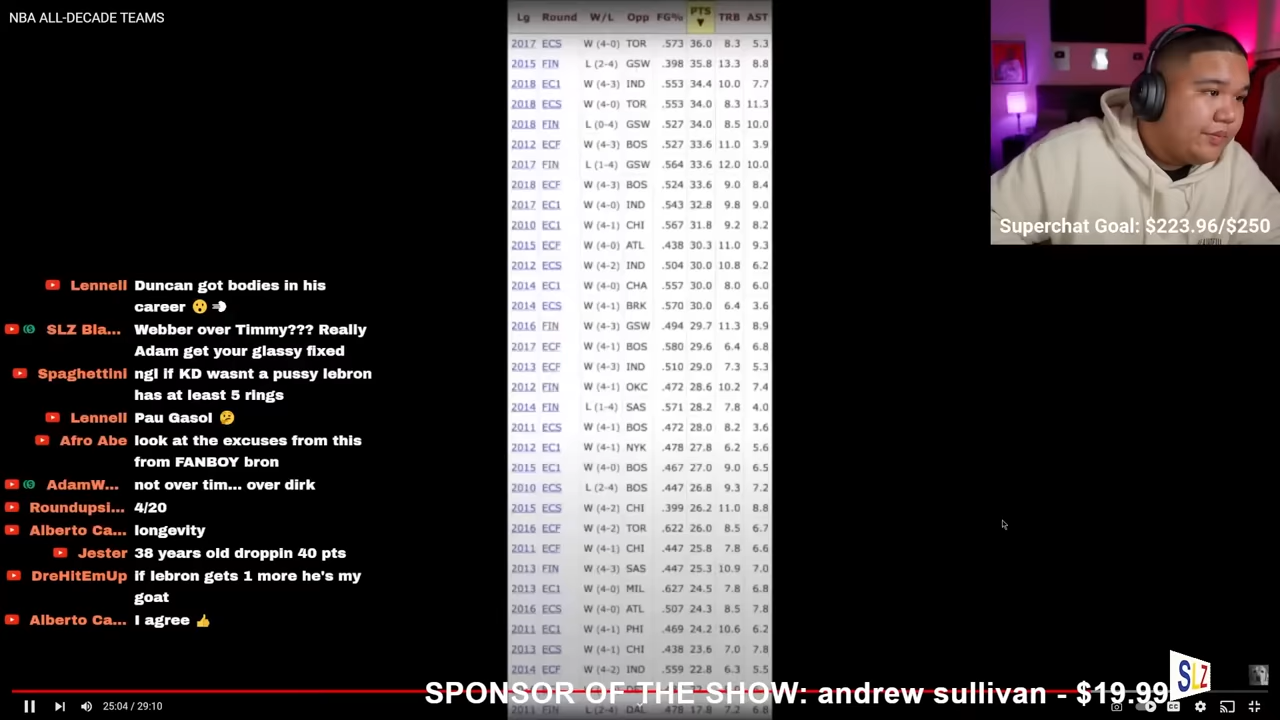 NBA ALL-DECADE TEAMS
Lg Round W/L Opp FG% PTS TRB AST
▼
2017 ECS W (4-0) TOR .573 36.0 8.3 5.3
2015 FIN L (2-4) GSW .398 35.8 13.3 8.8
2018 EC1 W (4-3) IND .553 34.4 10.0 7.7
2018 ECS W (4-0) TOR .553 34.0 8.3 11.3
2018 FIN L (0-4) GSW .527 34.0 8.5 10.0
2012 ECF W (4-3) BOS .527 33.6 11.0 3.9
2017 FIN L (1-4) GSW .564 33.6 12.0 10.0
2018 ECF W (4-3) BOS .524 33.6 9.0 8.4
2017 EC1 W (4-0) IND .543 32.8 9.8 9.0
2010 EC1 W (4-1) CHI .567 31.8 9.2 8.2
2015 ECF W (4-0) ATL .438 30.3 11.0 9.3
2012 ECS W (4-2) IND .504 30.0 10.8 6.2
2014 EC1 W (4-0) CHA .557 30.0 8.0 6.0
2014 ECS W (4-1) BRK .570 30.0 6.4 3.6
2016 FIN W (4-3) GSW .494 29.7 11.3 8.9
2017 ECF W (4-1) BOS .580 29.6 6.4 6.8
2013 ECF W (4-3) IND .510 29.0 7.3 5.3
2012 FIN W (4-1) OKC .472 28.6 10.2 7.4
2014 FIN L (1-4) SAS .571 28.2 7.8 4.0
2011 ECS W (4-1) BOS .472 28.0 8.2 3.6
2012 EC1 W (4-1) NYK .478 27.8 6.2 5.6
2015 EC1 W (4-0) BOS .467 27.0 9.0 6.5
2010 ECS L (2-4) BOS .447 26.8 9.3 7.2
2015 ECS W (4-2) CHI .399 26.2 11.0 8.8
2016 ECF W (4-2) TOR .622 26.0 8.5 6.7
2011 ECF W (4-1) CHI .447 25.8 7.8 6.6
2013 FIN W (4-3) SAS .447 25.3 10.9 7.0
2013 EC1 W (4-0) MIL .627 24.5 7.8 6.8
2016 ECS W (4-0) ATL .507 24.3 8.5 7.8
2011 EC1 W (4-1) PHI .469 24.2 10.6 6.2
2013 ECS W (4-1) CHI .438 23.6 7.0 7.8
2014 ECF W (4-2) IND .559 22.8 6.3 5.5
2011 FIN L (2-4) DAL .478 17.8 7.2 6.8
Superchat Goal: $223.96/$250
Lennell Duncan got bodies in his
career 😮💨
SLZ Bla... Webber over Timmy??? Really
Adam get your glassy fixed
Spaghettini ngl if KD wasnt a pussy lebron
has at least 5 rings
Lennell Pau Gasol 🤔
Afro Abe look at the excuses from this
from FANBOY bron
AdamW... not over tim... over dirk
Roundupsi... 4/20
Alberto Ca... longevity
Jester 38 years old droppin 40 pts
DreHitEmUp if lebron gets 1 more he's my
goat
Alberto Ca... I agree 👍
SLZ
SPONSOR OF THE SHOW: andrew sullivan - $19.99
25:04 / 29:10